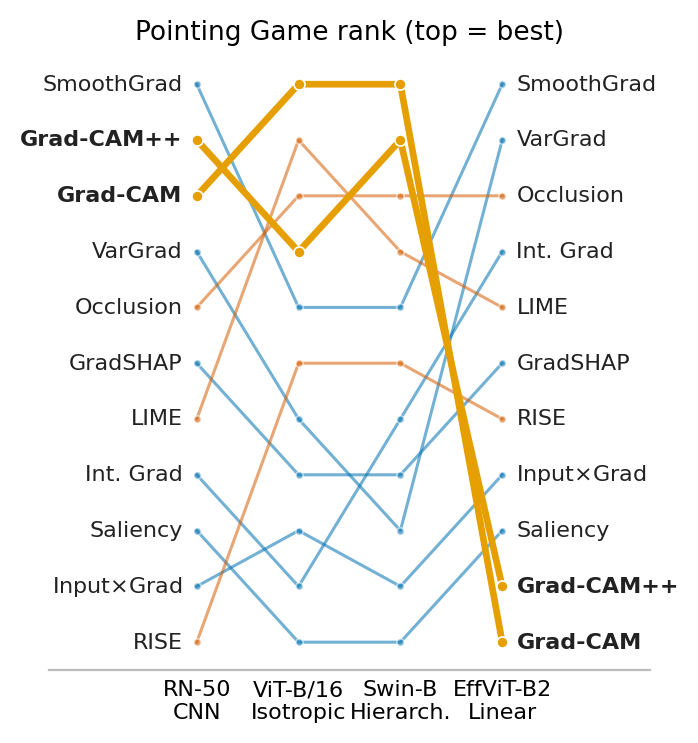 Pointing Game rank (top = best)
SmoothGrad
Grad-CAM++
Grad-CAM
VarGrad
Occlusion
GradSHAP
LIME
Int. Grad
Saliency
Input×Grad
RISE
SmoothGrad
VarGrad
Occlusion
Int. Grad
LIME
GradSHAP
RISE
Input×Grad
Saliency
Grad-CAM++
Grad-CAM
RN-50
CNN
ViT-B/16
Isotropic
Swin-B
Hierarch.
EffViT-B2
Linear